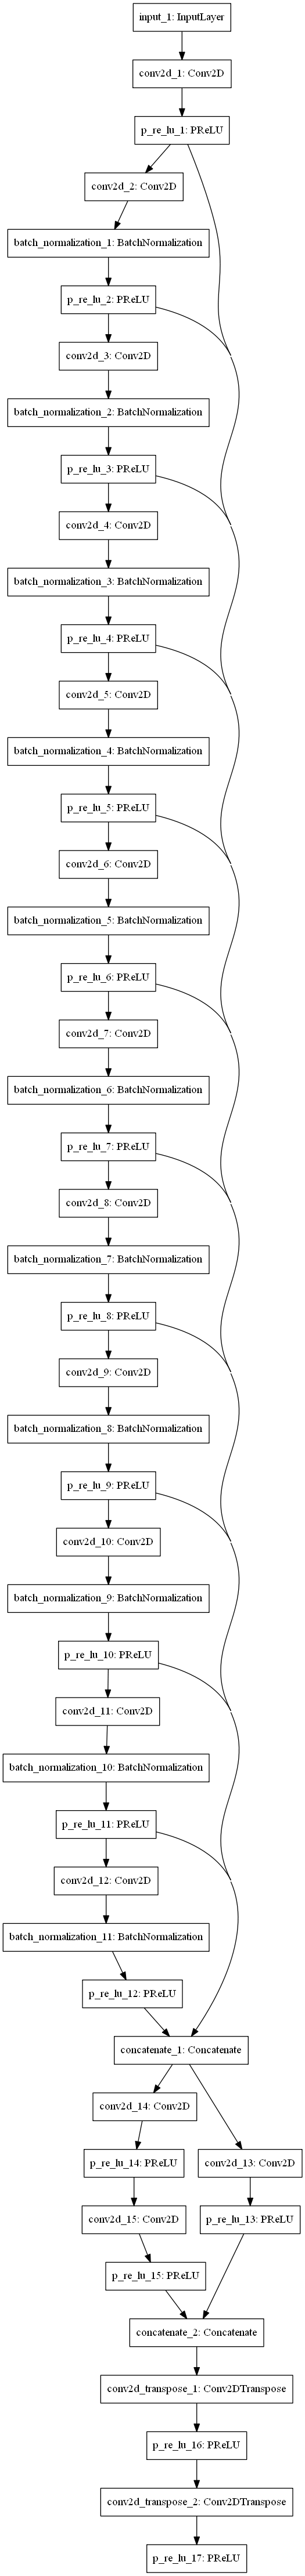 input_1: InputLayer
conv2d_1: Conv2D
p_re_lu_1: PReLU
conv2d_2: Conv2D
batch_normalization_1: BatchNormalization
p_re_lu_2: PReLU
conv2d_3: Conv2D
batch_normalization_2: BatchNormalization
p_re_lu_3: PReLU
conv2d_4: Conv2D
batch_normalization_3: BatchNormalization
p_re_lu_4: PReLU
conv2d_5: Conv2D
batch_normalization_4: BatchNormalization
p_re_lu_5: PReLU
conv2d_6: Conv2D
batch_normalization_5: BatchNormalization
p_re_lu_6: PReLU
conv2d_7: Conv2D
batch_normalization_6: BatchNormalization
p_re_lu_7: PReLU
conv2d_8: Conv2D
batch_normalization_7: BatchNormalization
p_re_lu_8: PReLU
conv2d_9: Conv2D
batch_normalization_8: BatchNormalization
p_re_lu_9: PReLU
conv2d_10: Conv2D
batch_normalization_9: BatchNormalization
p_re_lu_10: PReLU
conv2d_11: Conv2D
batch_normalization_10: BatchNormalization
p_re_lu_11: PReLU
conv2d_12: Conv2D
batch_normalization_11: BatchNormalization
p_re_lu_12: PReLU
concatenate_1: Concatenate
conv2d_14: Conv2D
p_re_lu_14: PReLU
conv2d_13: Conv2D
conv2d_15: Conv2D
p_re_lu_13: PReLU
p_re_lu_15: PReLU
concatenate_2: Concatenate
conv2d_transpose_1: Conv2DTranspose
p_re_lu_16: PReLU
conv2d_transpose_2: Conv2DTranspose
p_re_lu_17: PReLU